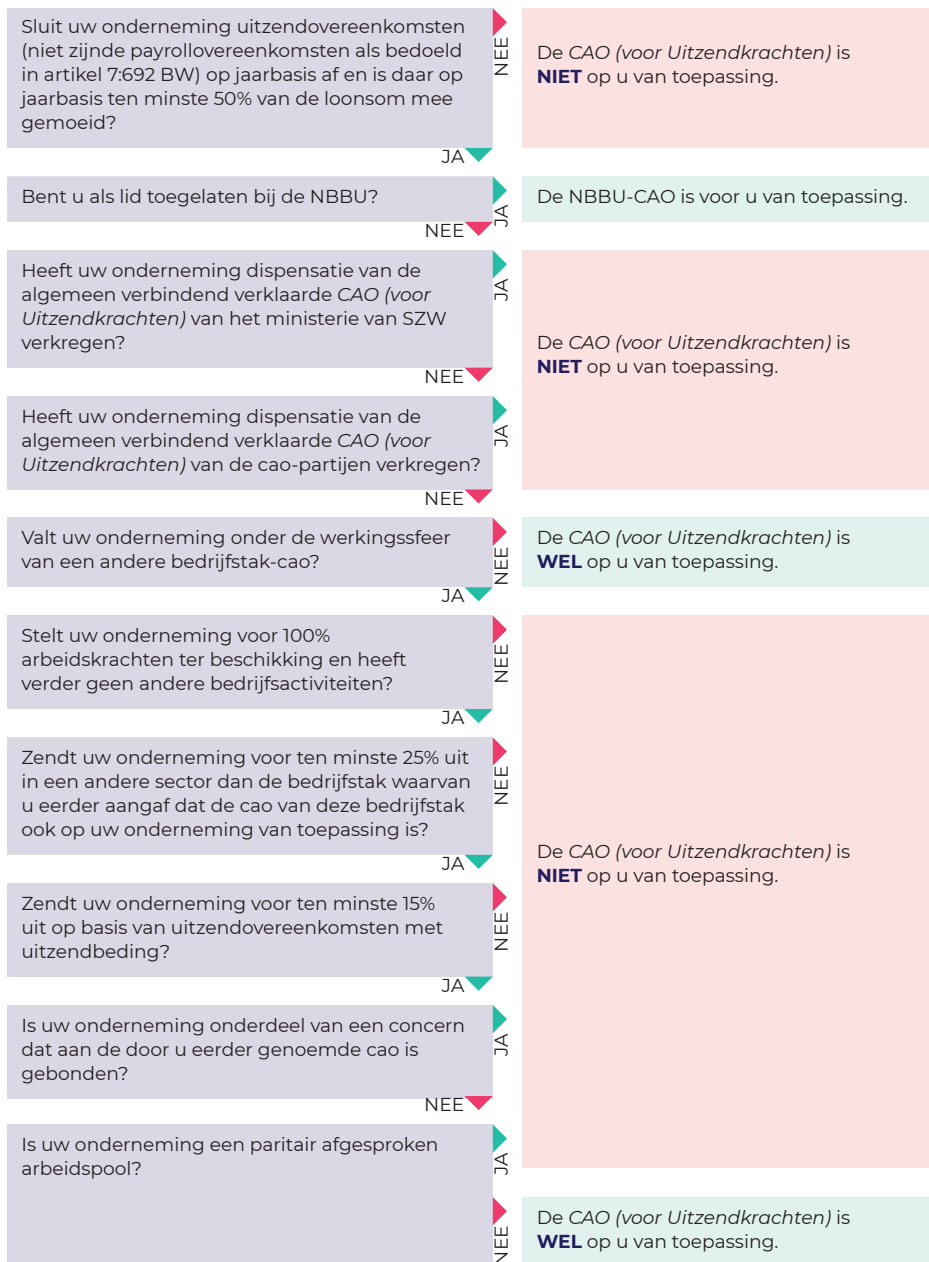 Sluit uw onderneming uitzendovereenkomsten
(niet zijnde payrollovereenkomsten als bedoeld
in artikel 7:692 BW) op jaarbasis af en is daar op
jaarbasis ten minste 50% van de loonsom mee
gemoeid?
NEE
De CAO (voor Uitzendkrachten) is
NIET op u van toepassing.
JA
Bent u als lid toegelaten bij de NBBU?
JA
De NBBU-CAO is voor u van toepassing.
NEE
Heeft uw onderneming dispensatie van de
algemeen verbindend verklaarde CAO (voor
Uitzendkrachten) van het ministerie van SZW
verkregen?
JA
De CAO (voor Uitzendkrachten) is
NIET op u van toepassing.
NEE
Heeft uw onderneming dispensatie van de
algemeen verbindend verklaarde CAO (voor
Uitzendkrachten) van de cao-partijen verkregen?
JA
NEE
Valt uw onderneming onder de werkingssfeer
van een andere bedrijfstak-cao?
NEE
De CAO (voor Uitzendkrachten) is
WEL op u van toepassing.
JA
Stelt uw onderneming voor 100%
arbeidskrachten ter beschikking en heeft
verder geen andere bedrijfsactiviteiten?
NEE
JA
Zendt uw onderneming voor ten minste 25% uit
in een andere sector dan de bedrijfstak waarvan
u eerder aangaf dat de cao van deze bedrijfstak
ook op uw onderneming van toepassing is?
NEE
De CAO (voor Uitzendkrachten) is
NIET op u van toepassing.
JA
Zendt uw onderneming voor ten minste 15%
uit op basis van uitzendovereenkomsten met
uitzendbeding?
NEE
JA
Is uw onderneming onderdeel van een concern
dat aan de door u eerder genoemde cao is
gebonden?
JA
NEE
Is uw onderneming een paritair afgesproken
arbeidspool?
JA
NEE
De CAO (voor Uitzendkrachten) is
WEL op u van toepassing.